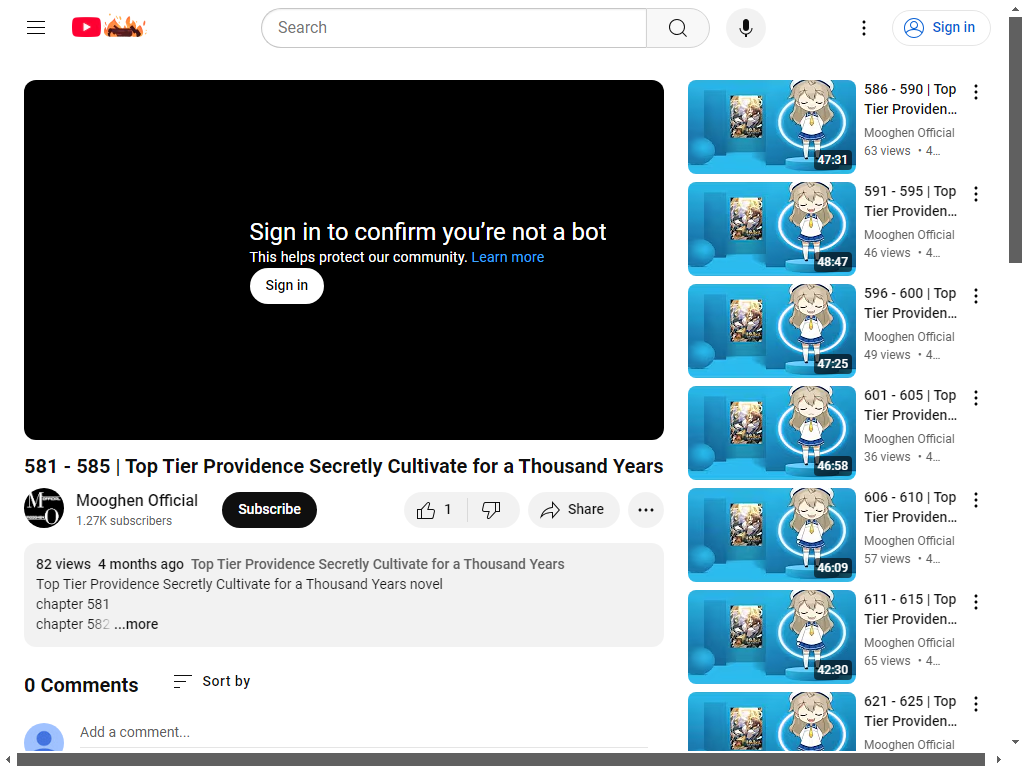 Search
Sign in
Sign in to confirm you're not a bot
This helps protect our community. Learn more
Sign in
581 - 585 | Top Tier Providence Secretly Cultivate for a Thousand Years
Mooghen Official
1.27K subscribers
Subscribe
1
Share
82 views 4 months ago Top Tier Providence Secretly Cultivate for a Thousand Years
Top Tier Providence Secretly Cultivate for a Thousand Years novel
chapter 581
chapter 582 ...more
0 Comments
Sort by
Add a comment...
586 - 590 | Top
Tier Providen...
Mooghen Official
63 views • 4...
47:31
591 - 595 | Top
Tier Providen...
Mooghen Official
46 views • 4...
48:47
596 - 600 | Top
Tier Providen...
Mooghen Official
49 views • 4...
47:25
601 - 605 | Top
Tier Providen...
Mooghen Official
36 views • 4...
46:58
606 - 610 | Top
Tier Providen...
Mooghen Official
57 views • 4...
46:09
611 - 615 | Top
Tier Providen...
Mooghen Official
65 views • 4...
42:30
621 - 625 | Top
Tier Providen...
Mooghen Official